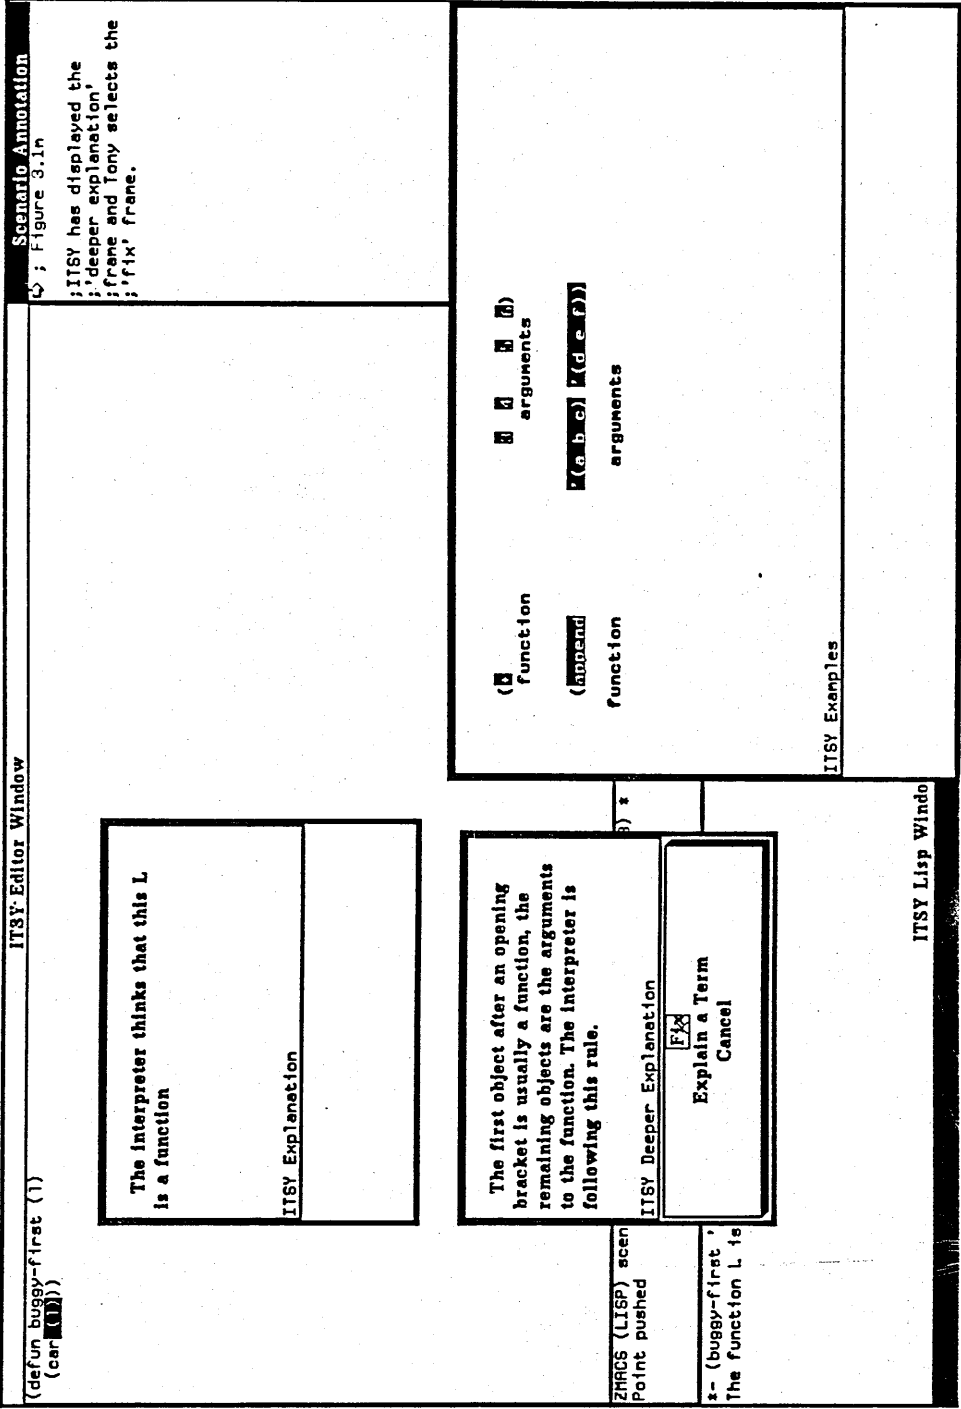 ITSY Editor Window
(defun buggy-first (l)
(car (l)))
The interpreter thinks that this L
is a function
ITSY Explanation
The first object after an opening
bracket is usually a function, the
remaining objects are the arguments
to the function. The interpreter is
following this rule.
ITSY Deeper Explanation
Fix
Explain a Term
Cancel
ZMACS (LISP) scen
) *
Point pushed
*- (buggy-first '
The function L is
ITSY Lisp Windo
Scenario Annotation
; Figure 3.1n
;ITSY has displayed the
;'deeper explanation'
;frame and Tony selects the
;'fix' frame.
function
arguments
(append '(a b c) '(d e f))
function
arguments
ITSY Examples